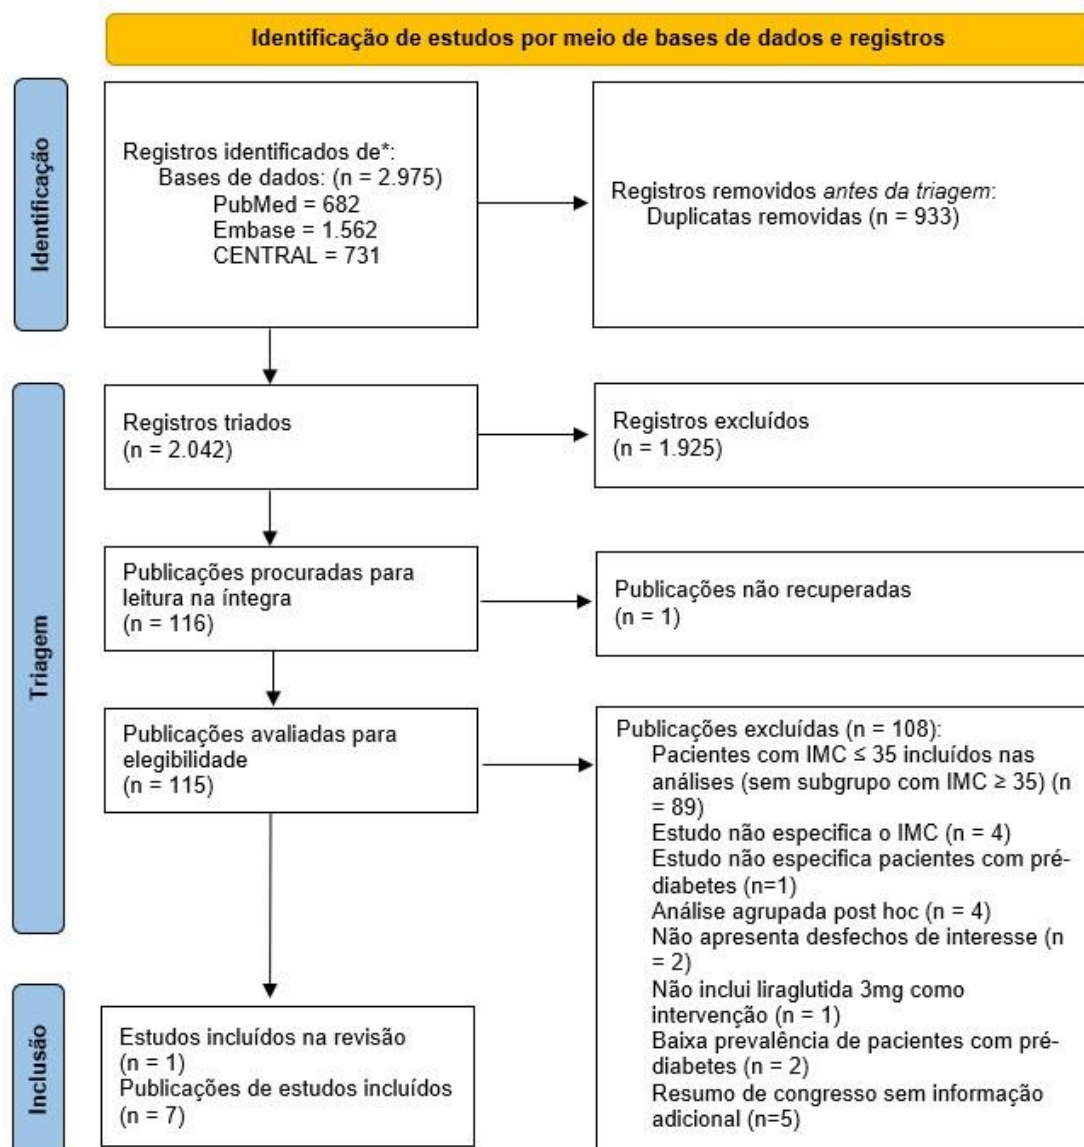 Identificação de estudos por meio de bases de dados e registros
Identificação
Registros identificados de*:
Bases de dados: (n = 2.975)
PubMed = 682
Embase = 1.562
CENTRAL = 731
Registros removidos antes da triagem:
Duplicatas removidas (n = 933)
Triagem
Registros triados
(n = 2.042)
Registros excluídos
(n = 1.925)
Publicações procuradas para
leitura na íntegra
(n = 116)
Publicações não recuperadas
(n = 1)
Publicações avaliadas para
elegibilidade
(n = 115)
Publicações excluídas (n = 108):
Pacientes com IMC ≤ 35 incluídos nas
análises (sem subgrupo com IMC ≥ 35) (n
= 89)
Estudo não especifica o IMC (n = 4)
Estudo não especifica pacientes com pré-
diabetes (n=1)
Análise agrupada post hoc (n = 4)
Não apresenta desfechos de interesse (n
= 2)
Não inclui liraglutida 3mg como
intervenção (n = 1)
Baixa prevalência de pacientes com pré-
diabetes (n = 2)
Resumo de congresso sem informação
adicional (n=5)
Inclusão
Estudos incluídos na revisão
(n = 1)
Publicações de estudos incluídos
(n = 7)